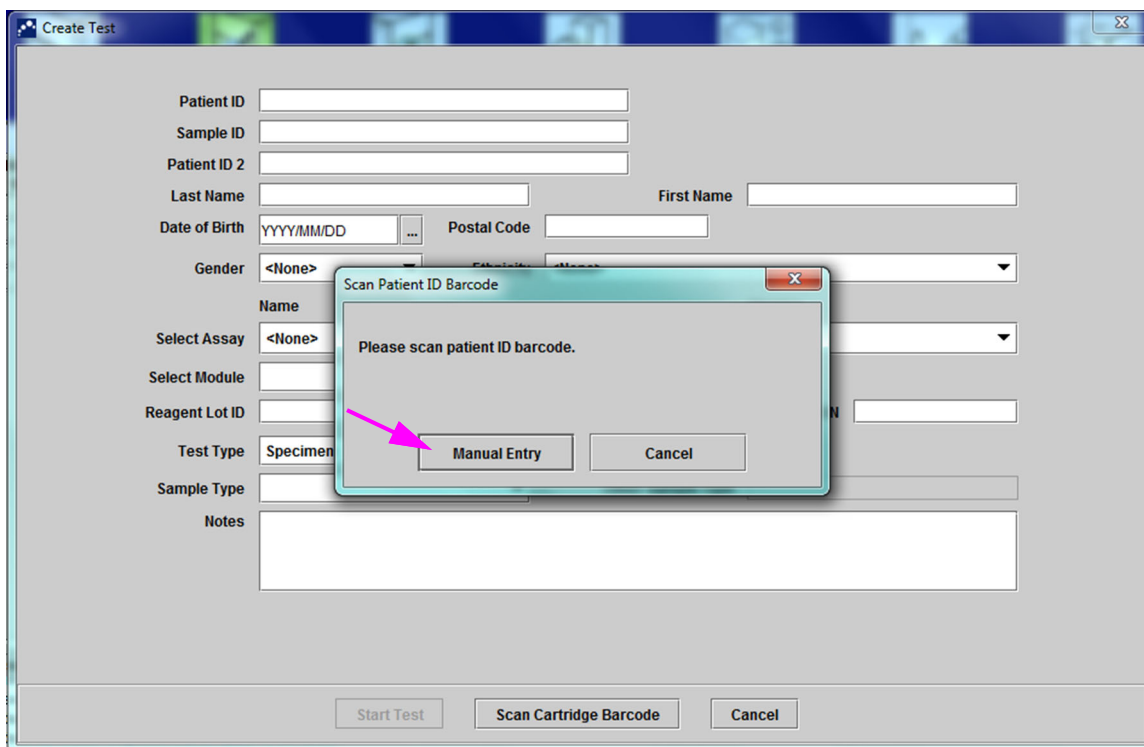 Create Test
Patient ID
Sample ID
Patient ID 2
Last Name First Name
Date of Birth YYYY/MM/DD ... Postal Code
Gender <None> Ethnicity <None>
Scan Patient ID Barcode
Name
Select Assay <None>
Please scan patient ID barcode.
Select Module
Reagent Lot ID N
Manual Entry Cancel
Test Type Specimen
Sample Type
Notes
Start Test Scan Cartridge Barcode Cancel